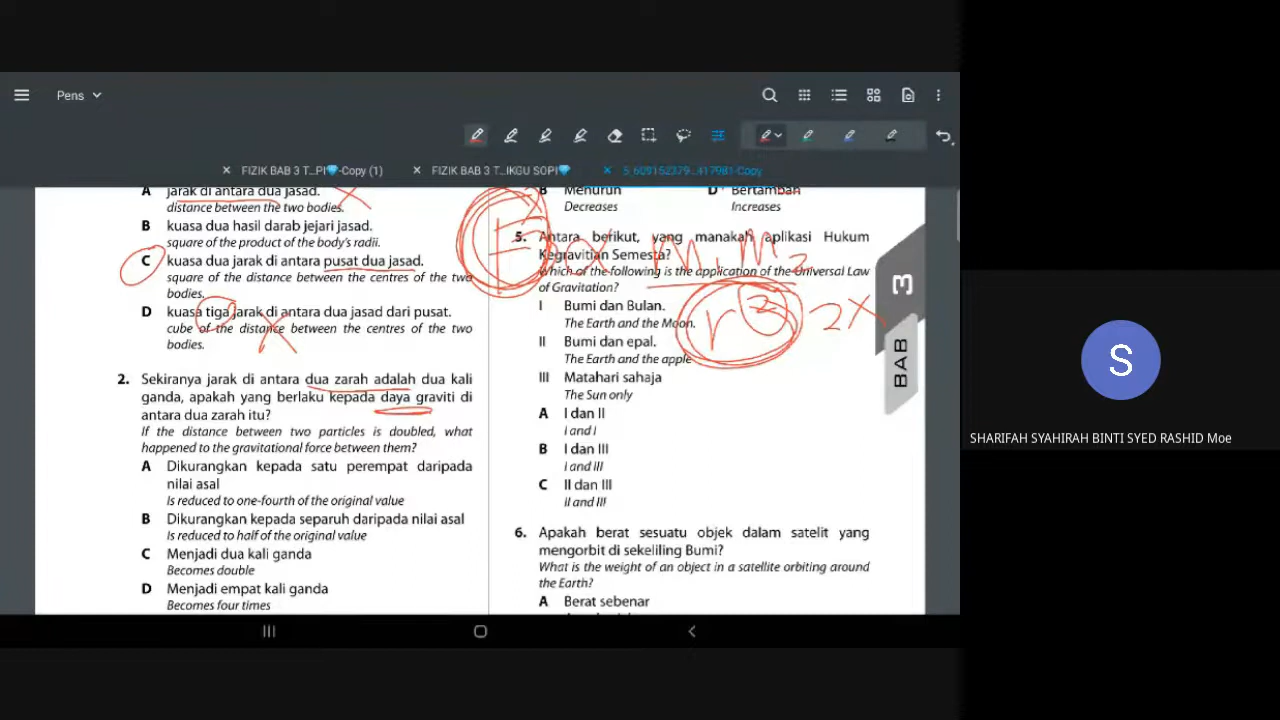 Pens
FIZIK BAB 3 T...PI💎-Copy (1)
FIZIK BAB 3 T...IKGU SOPI💎
5_609152379...417981-Copy
A jarak di antara dua jasad. X
distance between the two bodies.
B kuasa dua hasil darab jejari jasad.
square of the product of the body's radii.
C kuasa dua jarak di antara pusat dua jasad.
square of the distance between the centres of the two
bodies.
D kuasa tiga jarak di antara dua jasad dari pusat.
cube of the distance between the centres of the two
bodies.
X
2. Sekiranya jarak di antara dua zarah adalah dua kali
ganda, apakah yang berlaku kepada daya graviti di
antara dua zarah itu?
If the distance between two particles is doubled, what
happened to the gravitational force between them?
A Dikurangkan kepada satu perempat daripada
nilai asal
Is reduced to one-fourth of the original value
B Dikurangkan kepada separuh daripada nilai asal
Is reduced to half of the original value
C Menjadi dua kali ganda
Becomes double
D Menjadi empat kali ganda
Becomes four times
B Menurun D Bertambah
Decreases Increases
5. Antara berikut, yang manakah aplikasi Hukum
Kegravitian Semesta?
Which of the following is the application of the Universal Law
of Gravitation?
F α m1 m2
r2 2x
I Bumi dan Bulan.
The Earth and the Moon.
II Bumi dan epal.
The Earth and the apple
III Matahari sahaja
The Sun only
A I dan II
I and I
B I dan III
I and III
C II dan III
II and III
6. Apakah berat sesuatu objek dalam satelit yang
mengorbit di sekeliling Bumi?
What is the weight of an object in a satellite orbiting around
the Earth?
A Berat sebenar
BAB 3
S
SHARIFAH SYAHIRAH BINTI SYED RASHID Moe